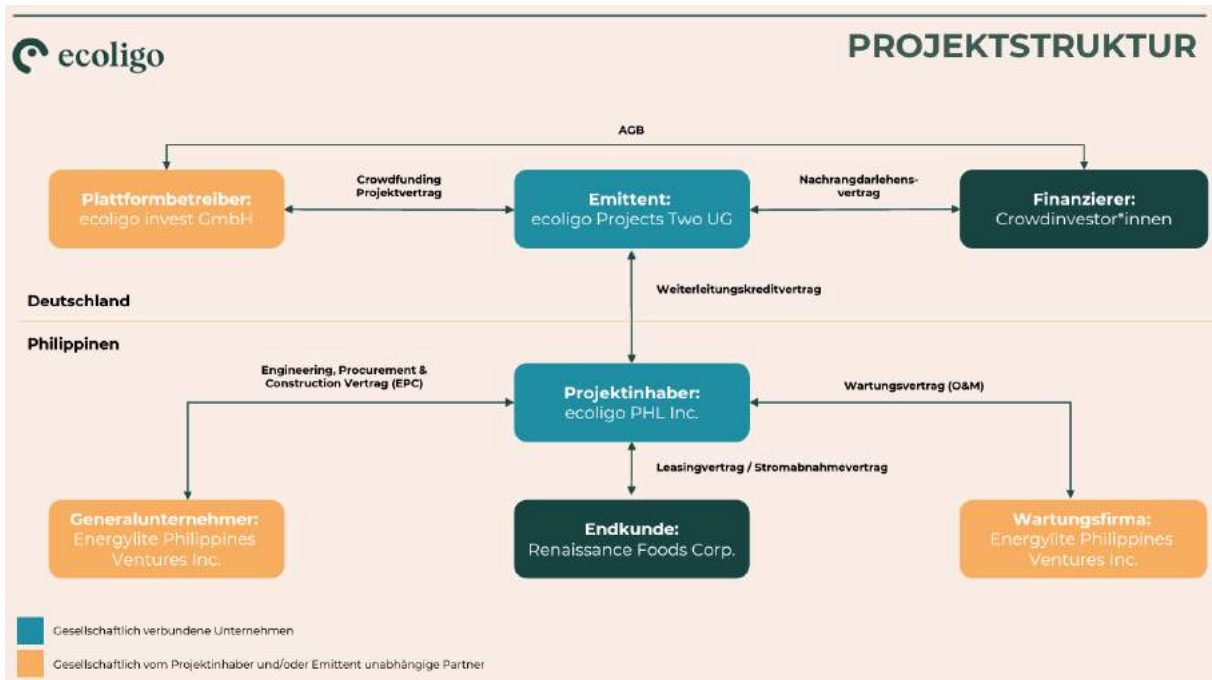 ecoligo
PROJEKTSTRUKTUR
AGB
Plattformbetreiber:
ecoligo invest GmbH
Crowdfunding
Projektvertrag
Emittent:
ecoligo Projects Two UG
Nachrangdarlehens-
vertrag
Finanzierer:
Crowdinvestor*innen
Weiterleitungskreditvertrag
Deutschland
Philippinen
Engineering, Procurement &
Construction Vertrag (EPC)
Projektinhaber:
ecoligo PHL Inc.
Wartungsvertrag (O&M)
Leasingvertrag / Stromabnahmevertrag
Generalunternehmer:
Energylite Philippines
Ventures Inc.
Endkunde:
Renaissance Foods Corp.
Wartungsfirma:
Energylite Philippines
Ventures Inc.
Gesellschaftlich verbundene Unternehmen
Gesellschaftlich vom Projektinhaber und/oder Emittent unabhängige Partner